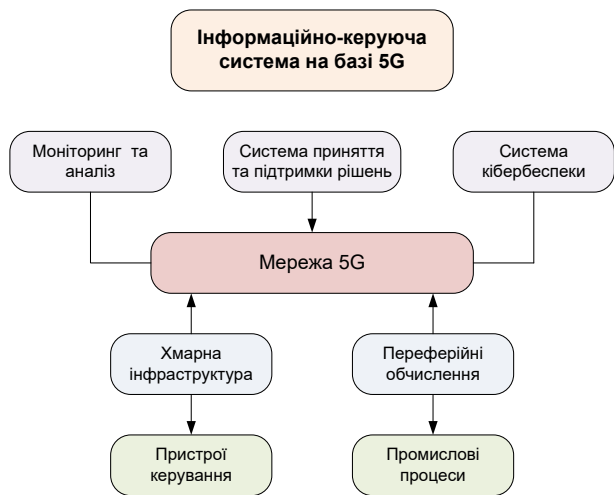 Інформаційно-керуюча
система на базі 5G
Моніторинг та
аналіз
Система приняття
та підтримки рішень
Система
кібербеспеки
Мережа 5G
Хмарна
інфраструктура
Переферійні
обчислення
Пристрої
керування
Промислові
процеси